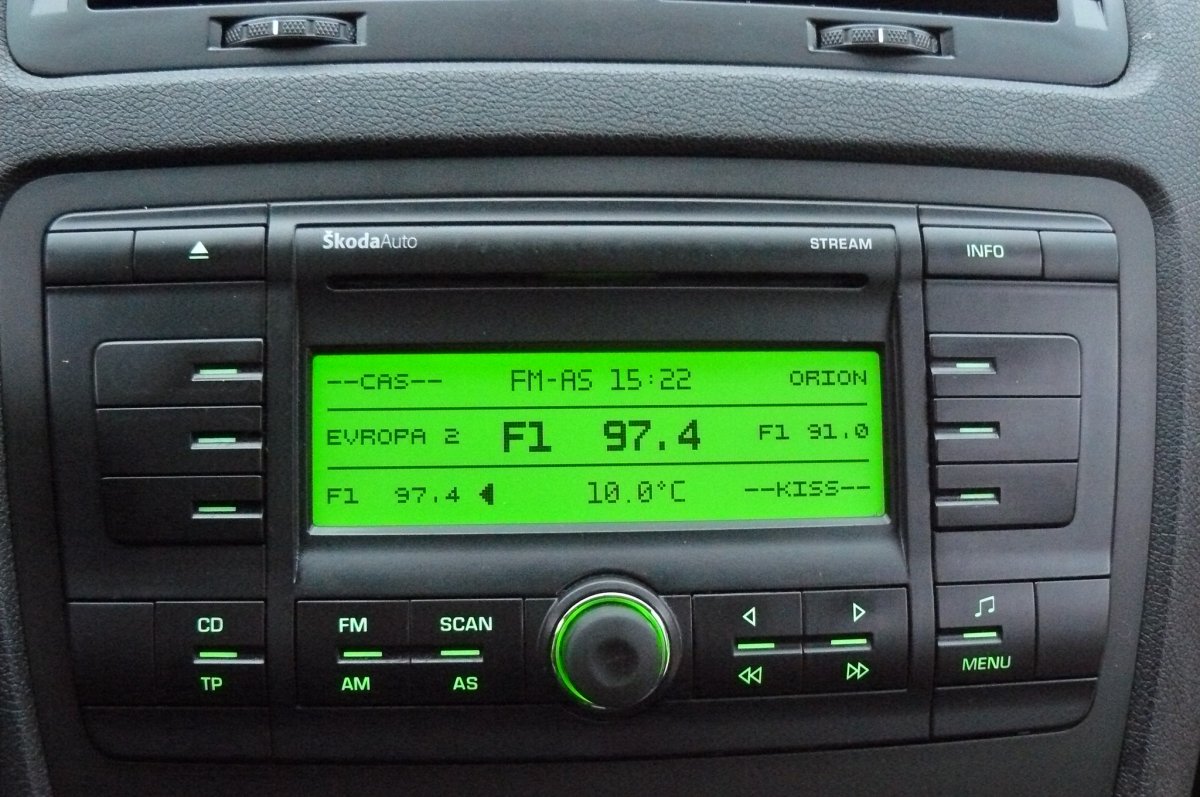 ŠkodaAuto STREAM INFO
--CAS-- FM-AS 15:22 ORION
EVROPA 2 F1 97.4 F1 91.0
F1 97.4 10.0°C --KISS--
CD FM SCAN
TP AM AS MENU